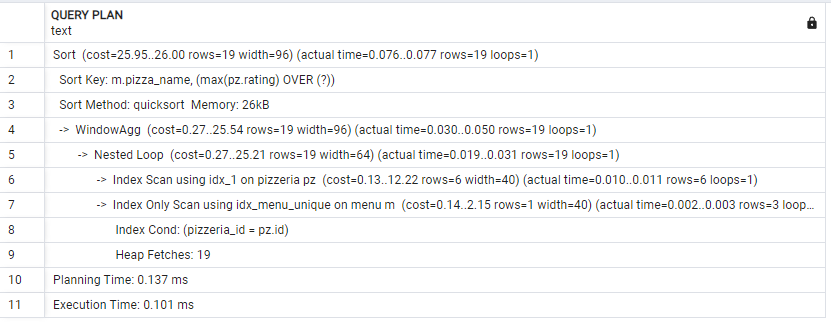 QUERY PLAN
text
1 Sort (cost=25.95..26.00 rows=19 width=96) (actual time=0.076..0.077 rows=19 loops=1)
2 Sort Key: m.pizza_name, (max(pz.rating) OVER (?))
3 Sort Method: quicksort Memory: 26kB
4 -> WindowAgg (cost=0.27..25.54 rows=19 width=96) (actual time=0.030..0.050 rows=19 loops=1)
5 -> Nested Loop (cost=0.27..25.21 rows=19 width=64) (actual time=0.019..0.031 rows=19 loops=1)
6 -> Index Scan using idx_1 on pizzeria pz (cost=0.13..12.22 rows=6 width=40) (actual time=0.010..0.011 rows=6 loops=1)
7 -> Index Only Scan using idx_menu_unique on menu m (cost=0.14..2.15 rows=1 width=40) (actual time=0.002..0.003 rows=3 loop...
8 Index Cond: (pizzeria_id = pz.id)
9 Heap Fetches: 19
10 Planning Time: 0.137 ms
11 Execution Time: 0.101 ms